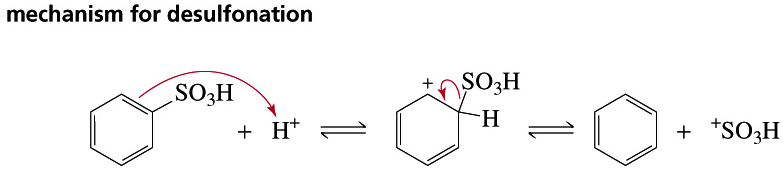 mechanism for desulfonation
SO₃H + H⁺ ⇌ + SO₃H H ⇌ + ⁺SO₃H